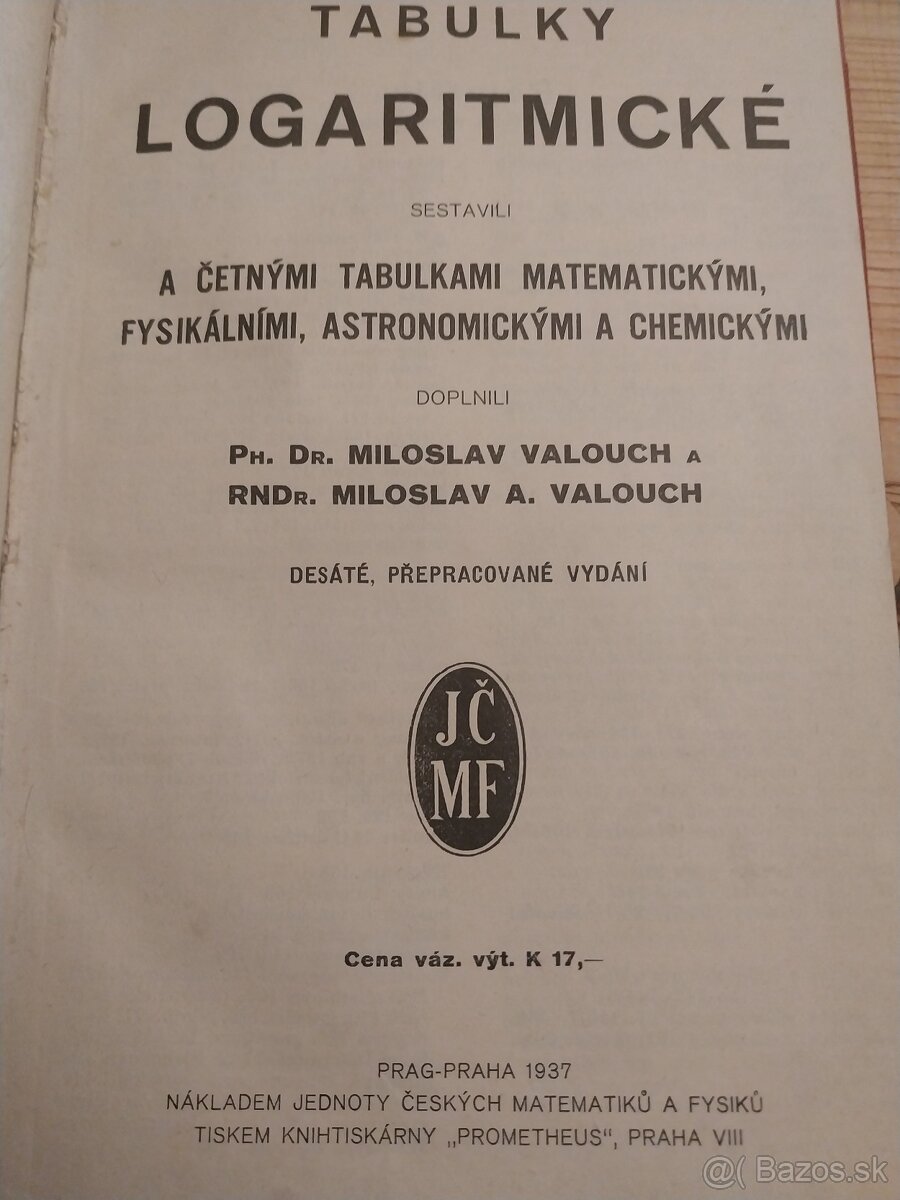 TABULKY
LOGARITMICKÉ
SESTAVILI
A ČETNÝMI TABULKAMI MATEMATICKÝMI,
FYSIKÁLNÍMI, ASTRONOMICKÝMI A CHEMICKÝMI
DOPLNILI
PH. DR. MILOSLAV VALOUCH A
RNDR. MILOSLAV A. VALOUCH
DESÁTÉ, PŘEPRACOVANÉ VYDÁNÍ
JČ
MF
Cena váz. výt. K 17,—
PRAG-PRAHA 1937
NÁKLADEM JEDNOTY ČESKÝCH MATEMATIKŮ A FYSIKŮ
TISKEM KNIHTISKÁRNY „PROMETHEUS“, PRAHA VIII
@( Bazos.sk